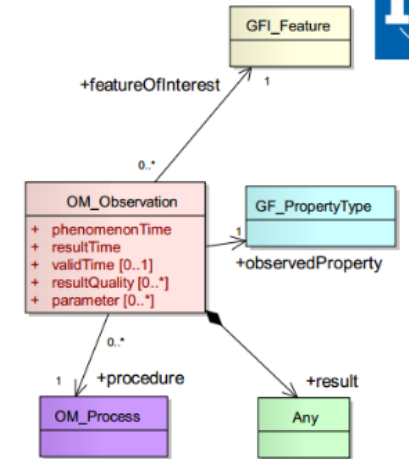 GFI_Feature
+featureOfInterest
1
0..*
OM_Observation
+ phenomenonTime
+ resultTime
+ validTime [0..1]
+ resultQuality [0..*]
+ parameter [0..*]
GF_PropertyType
1
+observedProperty
0..*
1
+procedure
+result
OM_Process
Any